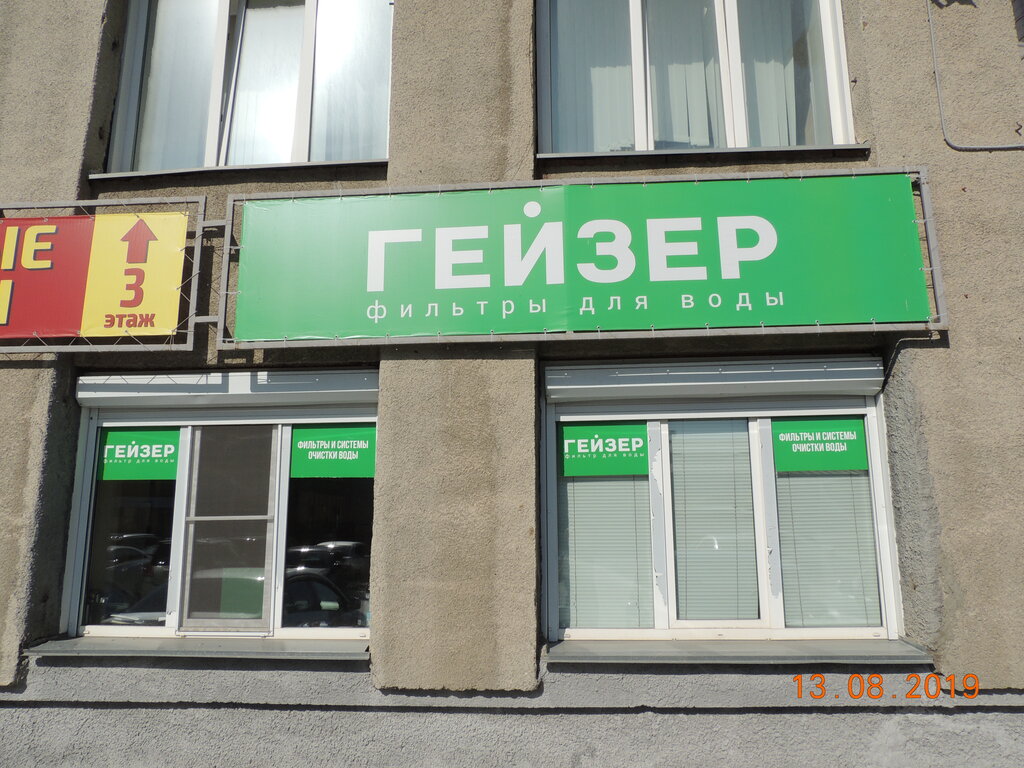 ГЕЙЗЕР
фильтры для воды
3
этаж
ГЕЙЗЕР
фильтр для воды
ФИЛЬТРЫ И СИСТЕМЫ
ОЧИСТКИ ВОДЫ
ГЕЙЗЕР
фильтр для воды
ФИЛЬТРЫ И СИСТЕМЫ
ОЧИСТКИ ВОДЫ
13.08.2019